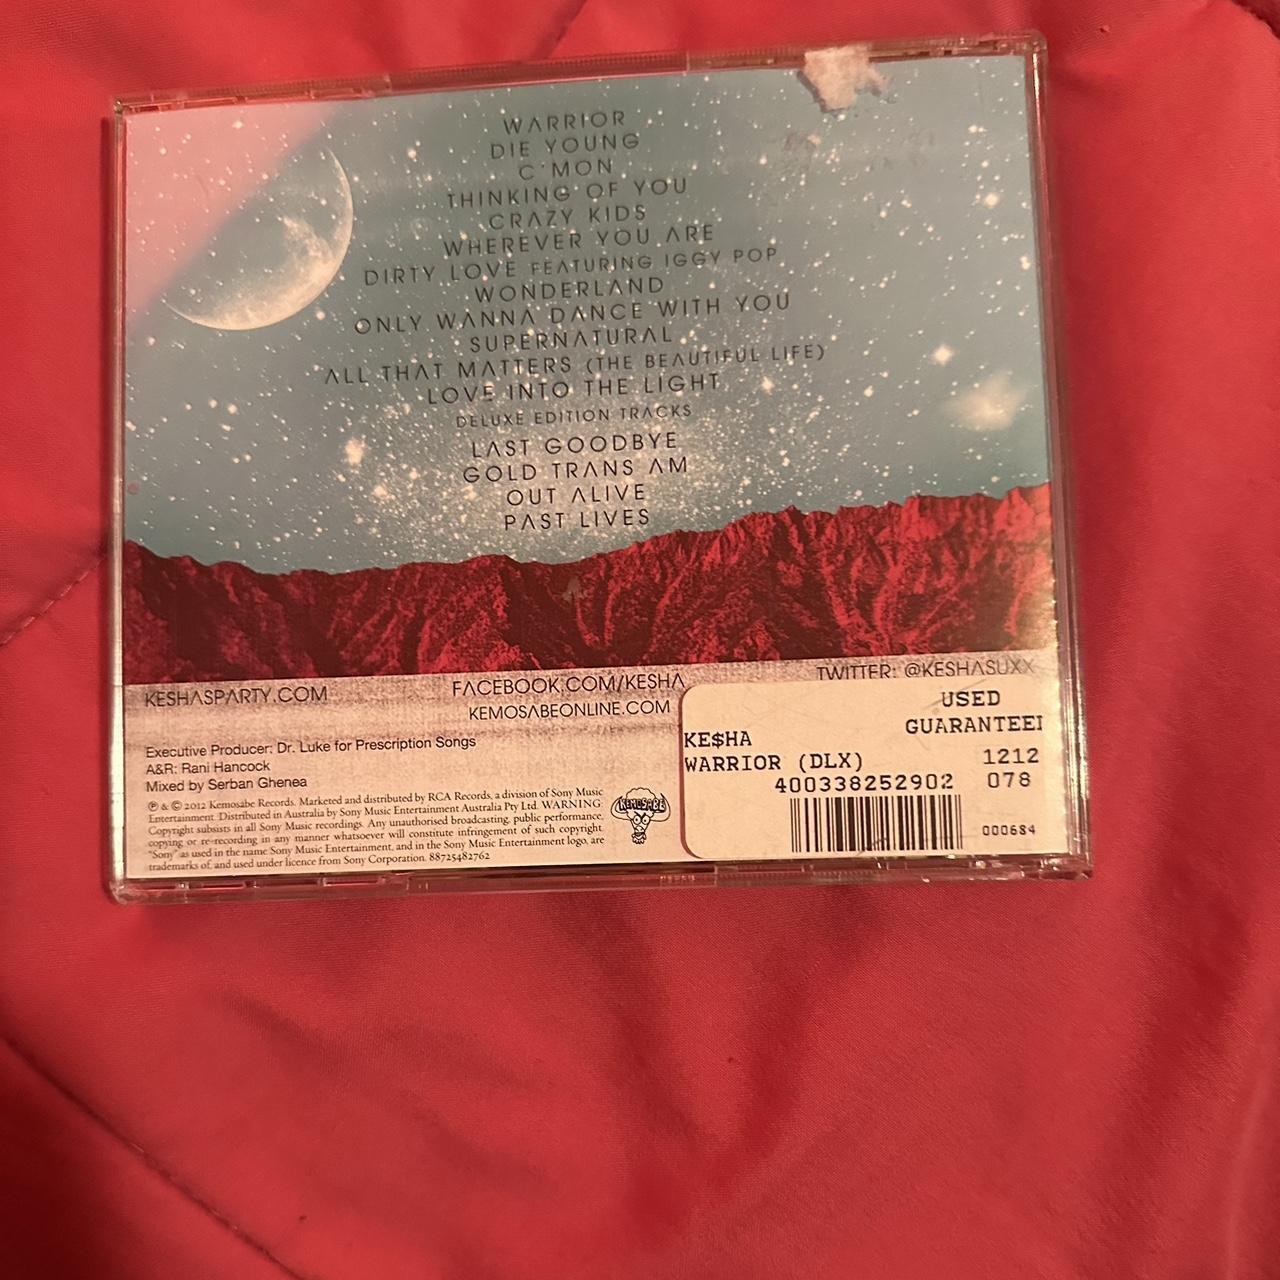 WARRIOR
DIE YOUNG
C'MON
THINKING OF YOU
CRAZY KIDS
WHEREVER YOU ARE
DIRTY LOVE FEATURING IGGY POP
WONDERLAND
ONLY WANNA DANCE WITH YOU
SUPERNATURAL
ALL THAT MATTERS (THE BEAUTIFUL LIFE)
LOVE INTO THE LIGHT
DELUXE EDITION TRACKS
LAST GOODBYE
GOLD TRANS AM
OUT ALIVE
PAST LIVES
KESHASPARTY.COM
FACEBOOK.COM/KESHA
TWITTER: @KESHASUXX
KEMOSABEONLINE.COM
Executive Producer: Dr. Luke for Prescription Songs
A&R: Rani Hancock
Mixed by Serban Ghenea
℗ & © 2012 Kemosabe Records. Marketed and distributed by RCA Records, a division of Sony Music
Entertainment. Distributed in Australia by Sony Music Entertainment Australia Pty Ltd. WARNING:
Copyright subsists in all Sony Music recordings. Any unauthorised broadcasting, public performance,
copying or re-recording in any manner whatsoever will constitute infringement of such copyright.
"Sony" as used in the name Sony Music Entertainment, and in the Sony Music Entertainment logo, are
trademarks of, and used under licence from Sony Corporation. 88725482762
KEMOSABE
USED
GUARANTEE
KE$HA
WARRIOR (DLX) 1212
400338252902 078
000684